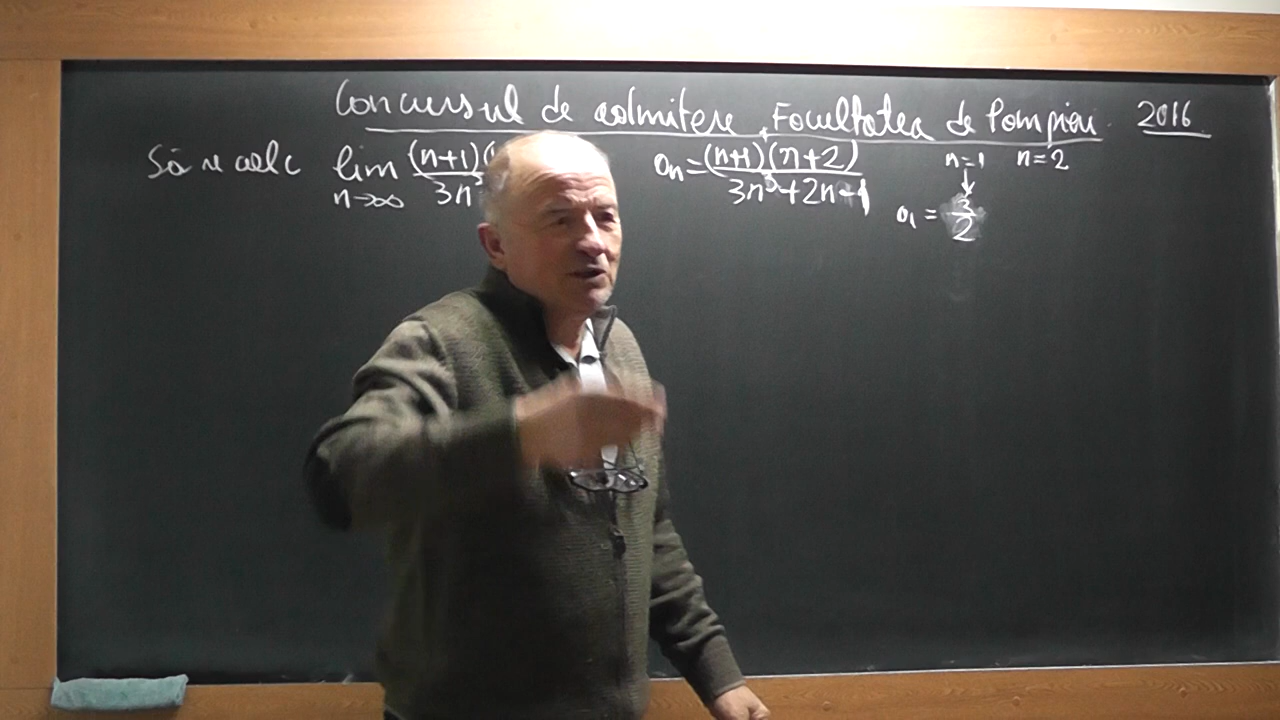 Concursul de admitere, Facultatea de Pompieri 2016
Să se calc lim n→∞ (n+1)( / 3n aₙ = (n+1)(n+2) / 3n³+2n+1 n=1 n=2
a₁ = 3/2